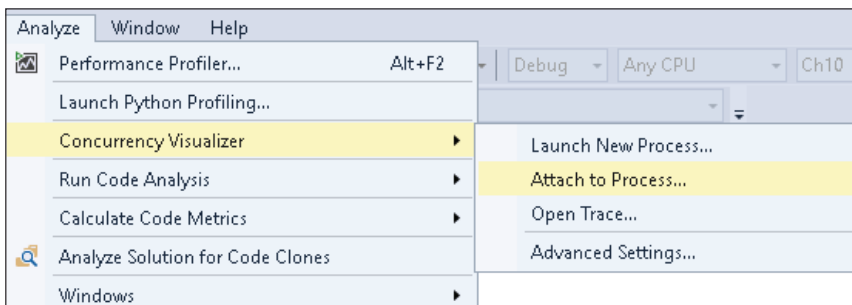 Analyze Window Help
Performance Profiler... Alt+F2
Debug Any CPU Ch10
Launch Python Profiling...
Concurrency Visualizer
Launch New Process...
Run Code Analysis
Attach to Process...
Calculate Code Metrics
Open Trace...
Analyze Solution for Code Clones
Advanced Settings...
Windows